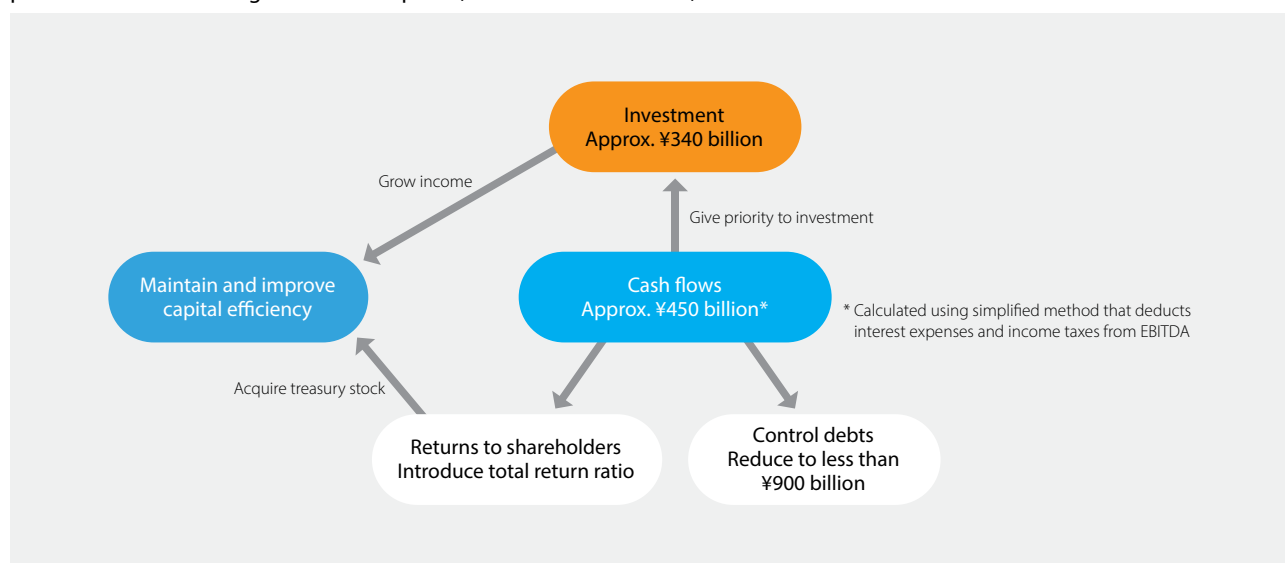 Investment
Approx. ¥340 billion
Grow income
Give priority to investment
Maintain and improve
capital efficiency
Cash flows
Approx. ¥450 billion*
* Calculated using simplified method that deducts
interest expenses and income taxes from EBITDA
Acquire treasury stock
Returns to shareholders
Introduce total return ratio
Control debts
Reduce to less than
¥900 billion